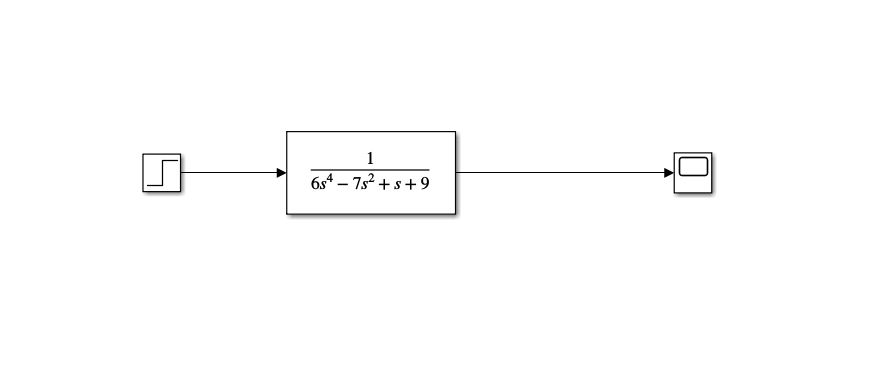 1
6s⁴ − 7s² + s + 9